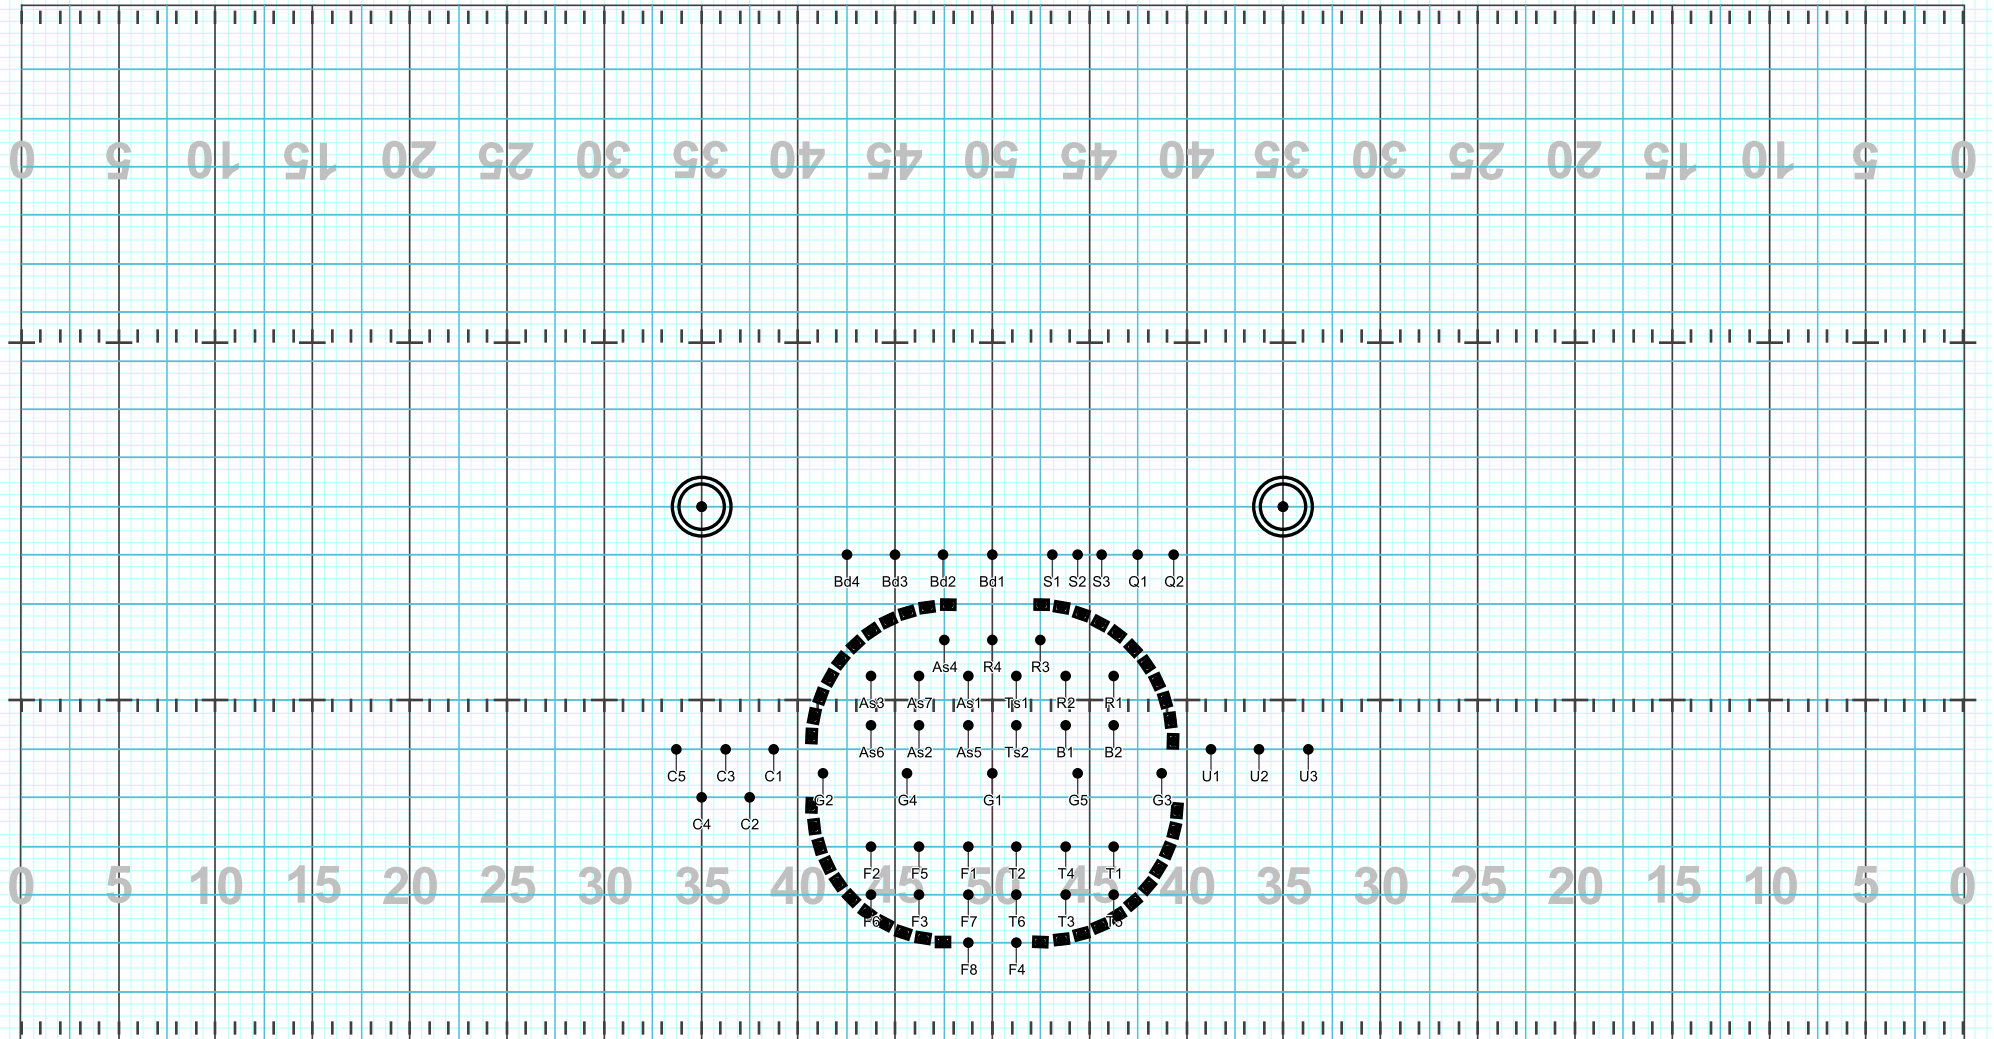 0 5 10 15 20 25 30 35 40 45 50 45 40 35 30 25 20 15 10 5 0
Bd4 Bd3 Bd2 Bd1 S1 S2 S3 Q1 Q2
As4 R4 R3
As3 As7 As1 Ts1 R2 R1
As6 As2 As5 Ts2 B1 B2
C5 C3 C1 U1 U2 U3
G2 G4 G1 G5 G3
C4 C2
F2 F5 F1 T2 T4 T1
0 5 10 15 20 25 30 35 40 45 50 45 40 35 30 25 20 15 10 5 0
F6 F3 F7 T6 T3 T5
F8 F4